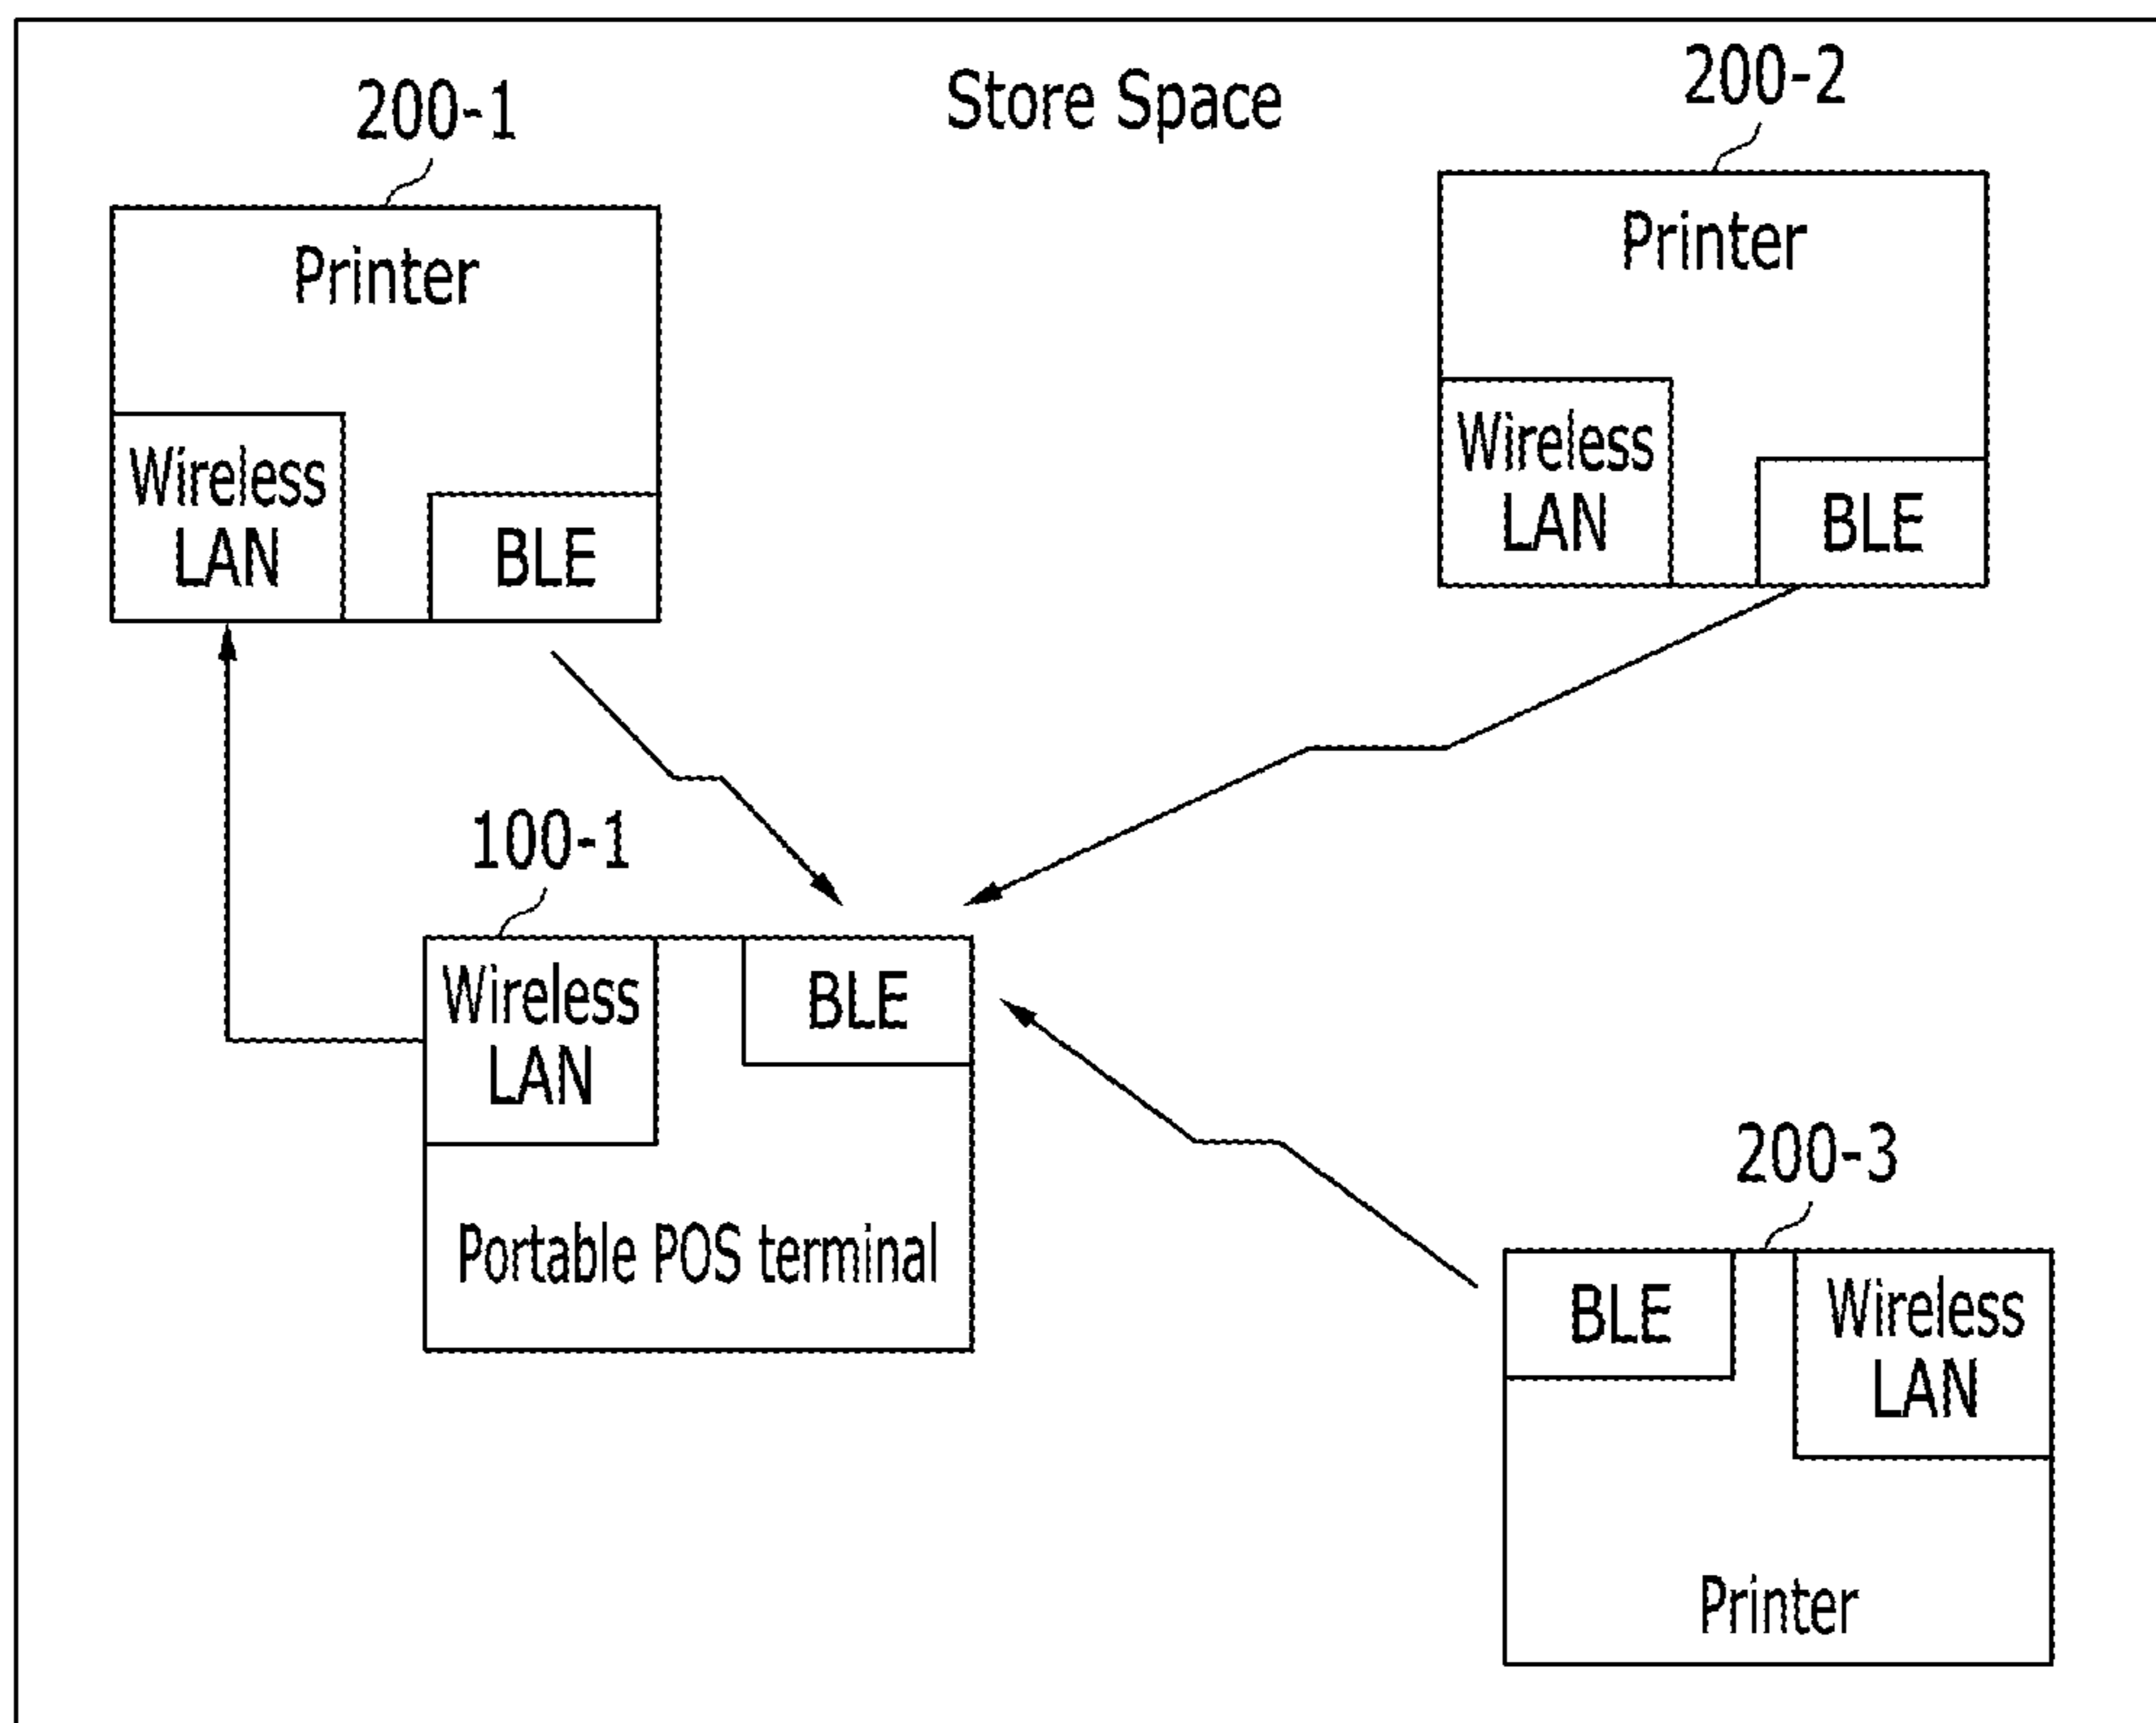 Store Space
200-1
Printer
Wireless
LAN
BLE
200-2
Printer
Wireless
LAN
BLE
100-1
Wireless
LAN
BLE
Portable POS terminal
200-3
BLE
Wireless
LAN
Printer